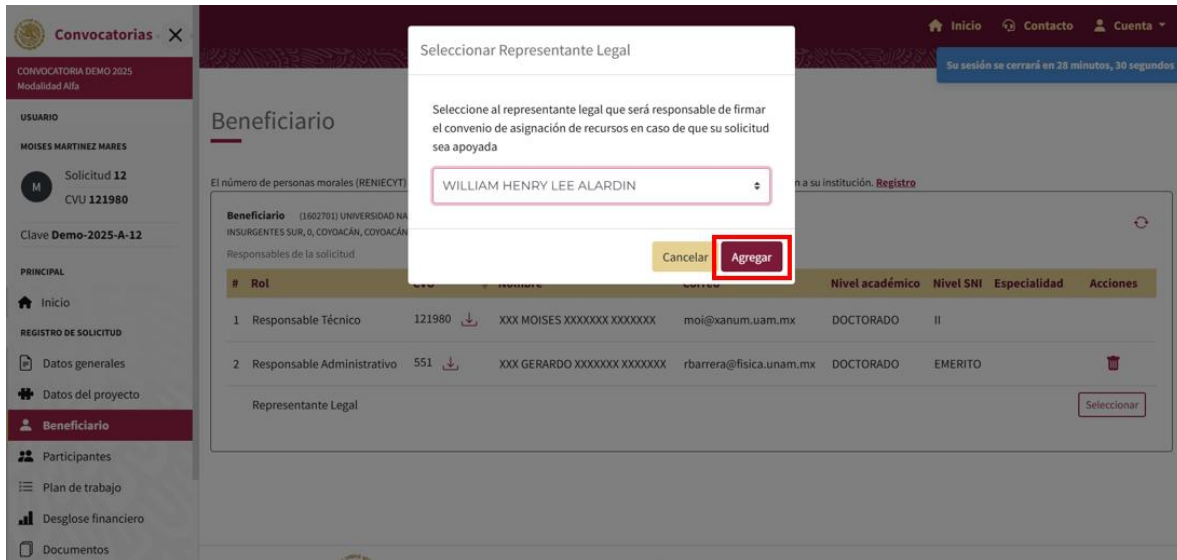 Convocatorias
Inicio
Contacto
Cuenta
Su sesión se cerrará en 28 minutos, 30 segundos
CONVOCATORIA DEMO 2025
Modalidad Alfa
USUARIO
MOISES MARTINEZ MARES
M
Solicitud 12
CVU 121980
Clave Demo-2025-A-12
PRINCIPAL
Inicio
REGISTRO DE SOLICITUD
Datos generales
Datos del proyecto
Beneficiario
Participantes
Plan de trabajo
Desglose financiero
Documentos
Seleccionar Representante Legal
Seleccione al representante legal que será responsable de firmar
el convenio de asignación de recursos en caso de que su solicitud
sea apoyada
WILLIAM HENRY LEE ALARDIN
Cancelar
Agregar
Beneficiario
El número de personas morales (RENIECYT) n a su institución. Registro
Beneficiario (1602701) UNIVERSIDAD NA
INSURGENTES SUR, 0, COYOACÁN, COYOACÁN
Responsables de la solicitud
# Rol CVU Nombre Correo Nivel académico Nivel SNI Especialidad Acciones
1 Responsable Técnico 121980 XXX MOISES XXXXXXX XXXXXXX moi@xanum.uam.mx DOCTORADO II
2 Responsable Administrativo 551 XXX GERARDO XXXXXXX XXXXXXX rbarrera@fisica.unam.mx DOCTORADO EMERITO
Representante Legal Seleccionar